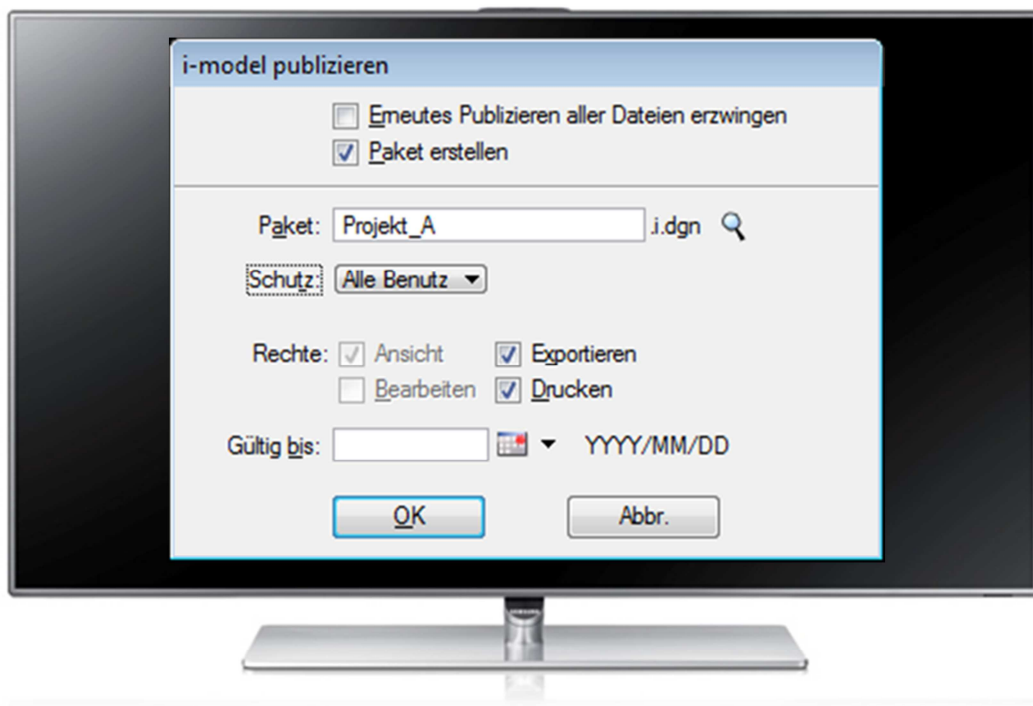 i-model publizieren
Erneutes Publizieren aller Dateien erzwingen
Paket erstellen
Paket: Projekt_A .i.dgn
Schutz: Alle Benutz
Rechte: Ansicht Exportieren
Bearbeiten Drucken
Gültig bis: YYYY/MM/DD
OK Abbr.
SAMSUNG